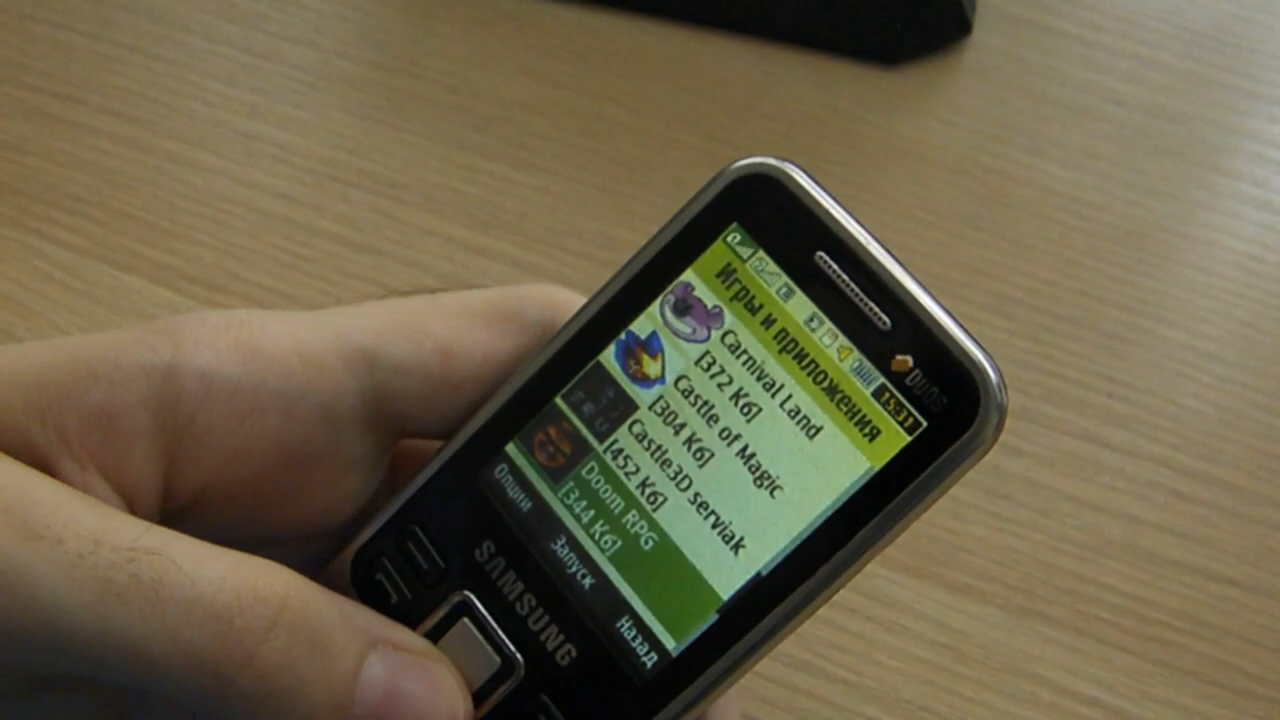 DUOS
15:31
Игры и приложения
Carnival Land
[372 Кб]
Castle of Magic
[304 Кб]
Castle3D serviak
[452 Кб]
Doom RPG
[344 Кб]
Опции
Запуск
Назад
SAMSUNG